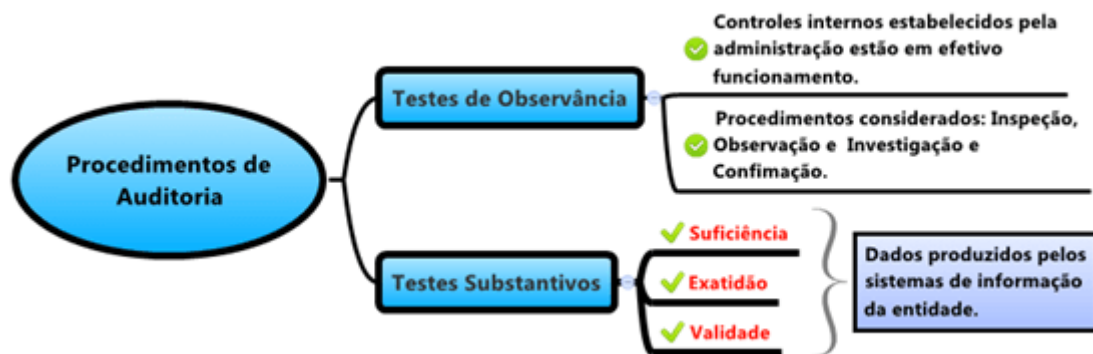 Procedimentos de
Auditoria
Testes de Observância
Controles internos estabelecidos pela
administração estão em efetivo
funcionamento.
Procedimentos considerados: Inspeção,
Observação e Investigação e
Confimação.
Testes Substantivos
Suficiência
Exatidão
Validade
Dados produzidos pelos
sistemas de informação
da entidade.